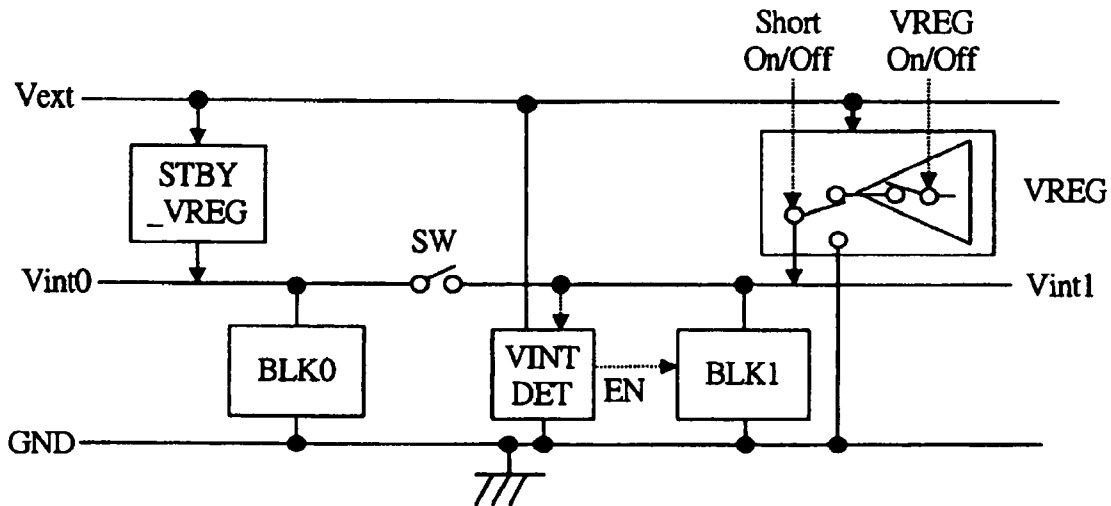 Short
On/Off
VREG
On/Off
Vext
STBY
_VREG
VREG
SW
Vint0
Vint1
BLK0
VINT
DET
EN
BLK1
GND